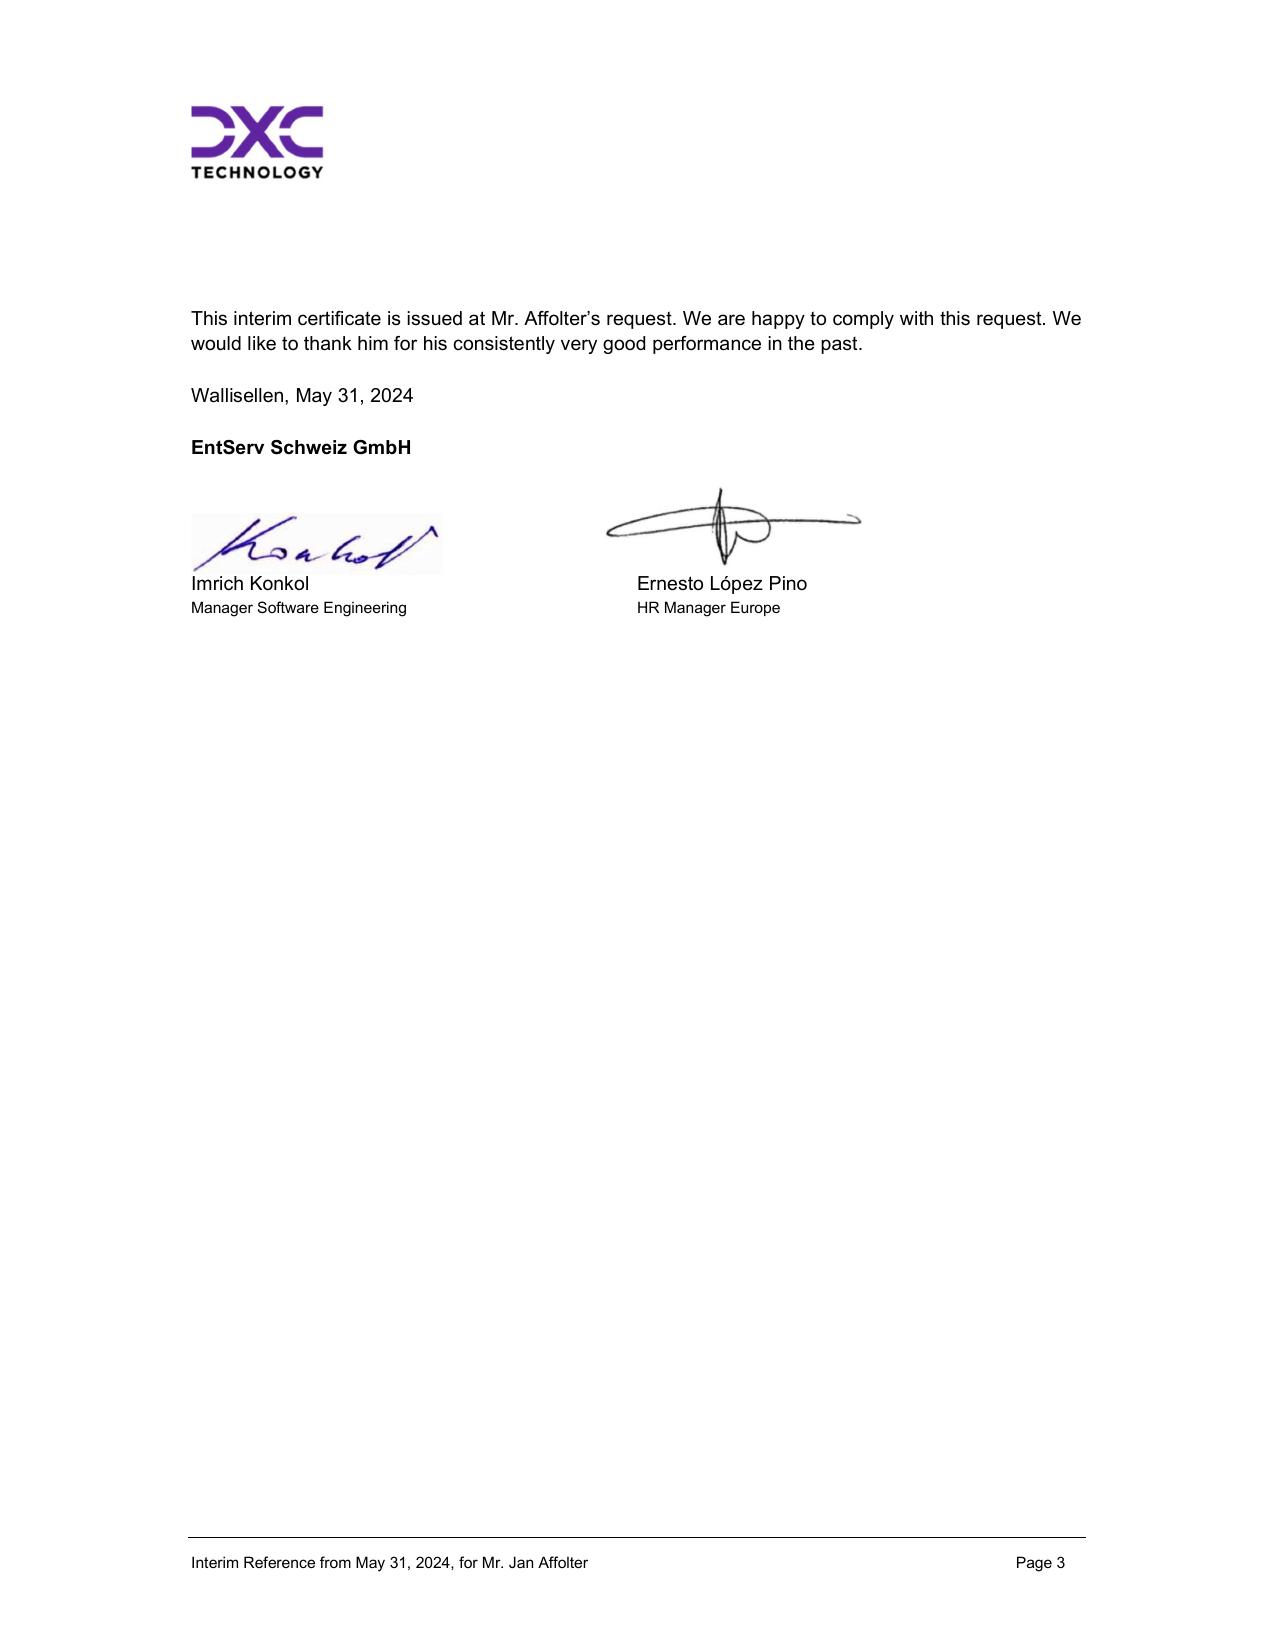 DXC
TECHNOLOGY
This interim certificate is issued at Mr. Affolter’s request. We are happy to comply with this request. We
would like to thank him for his consistently very good performance in the past.
Wallisellen, May 31, 2024
EntServ Schweiz GmbH
Konkol
Imrich Konkol
Ernesto López Pino
Manager Software Engineering
HR Manager Europe
Interim Reference from May 31, 2024, for Mr. Jan Affolter
Page 3